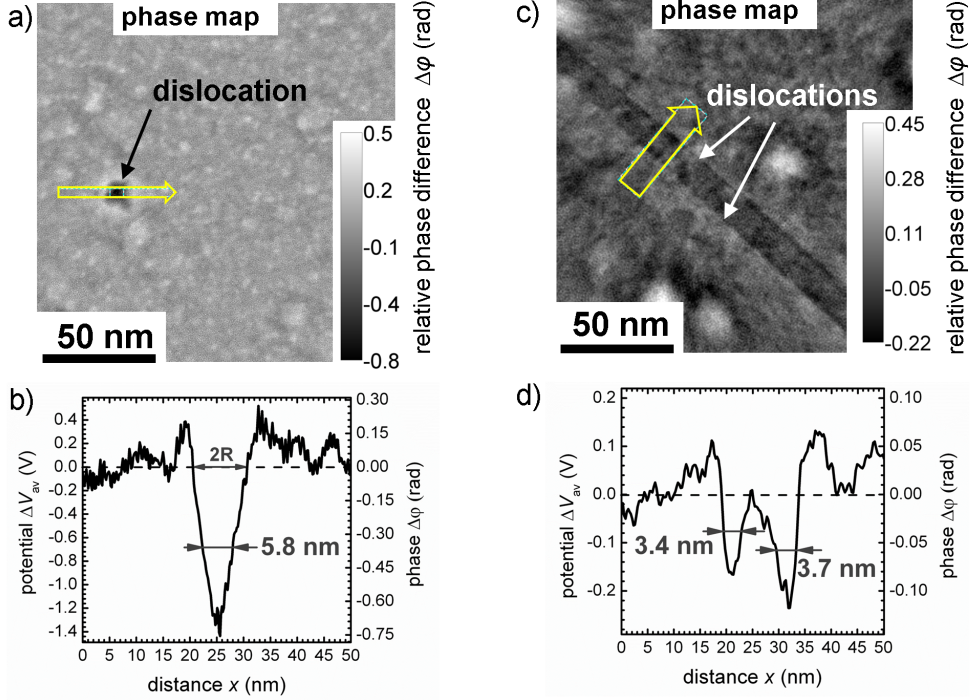 a)
phase map
dislocation
50 nm
0.5
0.2
-0.1
-0.4
-0.8
relative phase difference Δφ (rad)
c)
phase map
dislocations
50 nm
0.45
0.28
0.11
-0.05
-0.22
relative phase difference Δφ (rad)
b)
potential ΔVav (V)
0.4
0.2
0.0
-0.2
-0.4
-0.6
-0.8
-1.0
-1.2
-1.4
2R
5.8 nm
0.30
0.15
0.00
-0.15
-0.30
-0.45
-0.60
-0.75
phase Δφ (rad)
0 5 10 15 20 25 30 35 40 45 50
distance x (nm)
d)
potential ΔVav (V)
0.2
0.1
0.0
-0.1
-0.2
3.4 nm
3.7 nm
0.10
0.05
0.00
-0.05
-0.10
phase Δφ (rad)
0 5 10 15 20 25 30 35 40 45 50
distance x (nm)